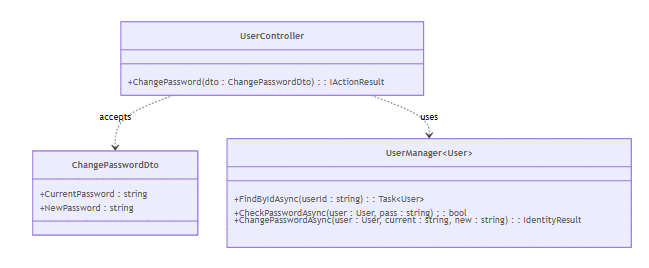 UserController
+ChangePassword(dto : ChangePasswordDto) : : IActionResult
accepts
uses
ChangePasswordDto
+CurrentPassword : string
+NewPassword : string
UserManager<User>
+FindByIdAsync(userId : string) : : Task<User>
+CheckPasswordAsync(user : User, pass : string) : : bool
+ChangePasswordAsync(user : User, current : string, new : string) : : IdentityResult